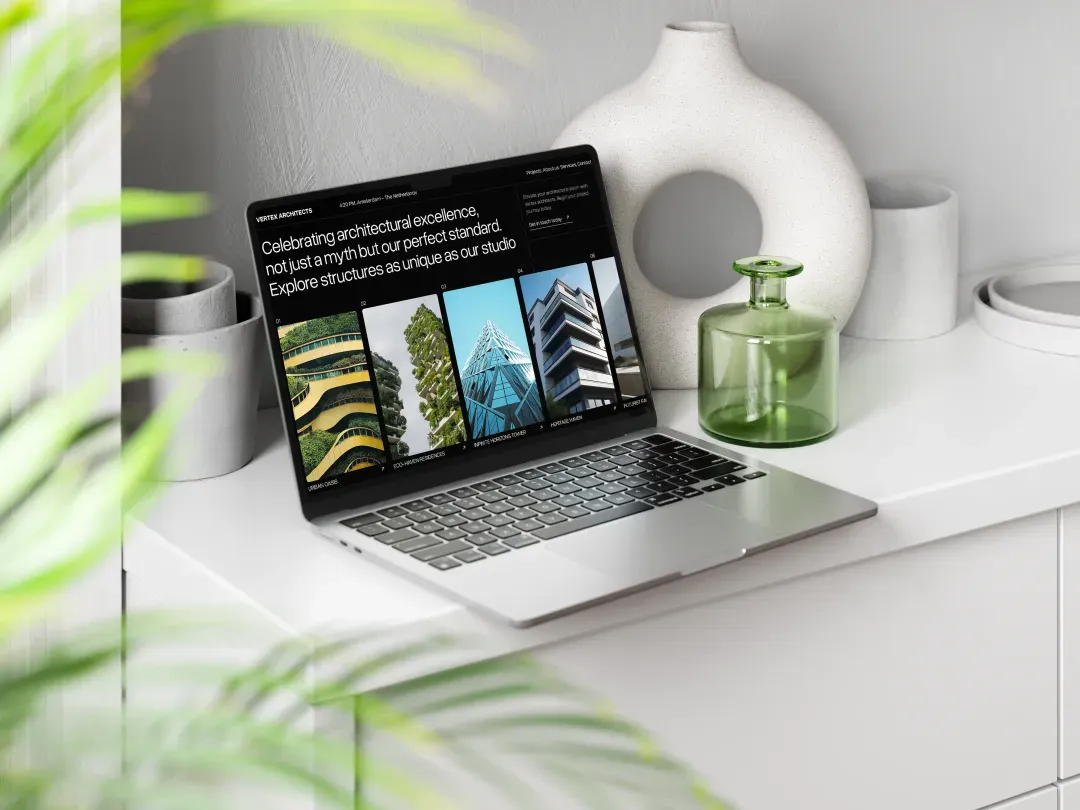 VERTEX ARCHITECTS
4:20 PM, Amsterdam – The Netherlands
Projects, About us, Services, Contact
Celebrating architectural excellence,
not just a myth but our perfect standard.
Explore structures as unique as our studio
Elevate your architectural vision with
Vertex architects. Begin your project
journey today.
Get in touch today
01
02
03
04
05
URBAN OASIS
ECO-HAVEN RESIDENCES
INFINITE HORIZONS TOWER
HERITAGE HAVEN